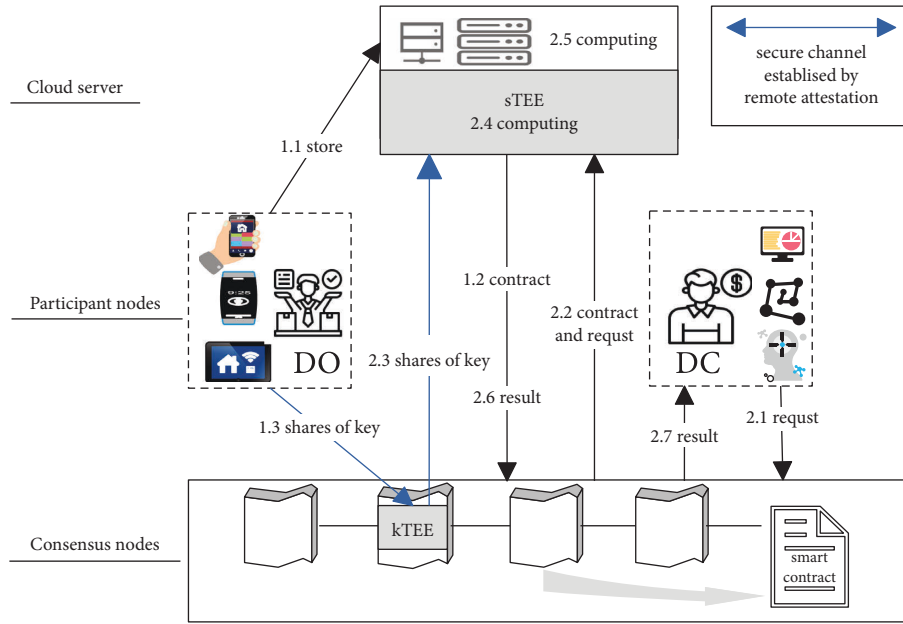 2.5 computing
sTEE
2.4 computing
secure channel
establised by
remote attestation
Cloud server
1.1 store
9:25
Participant nodes
DO
1.2 contract
2.2 contract
and requst
2.3 shares of key
2.6 result
$
DC
1.3 shares of key
2.7 result
2.1 requst
Consensus nodes
kTEE
smart
contract